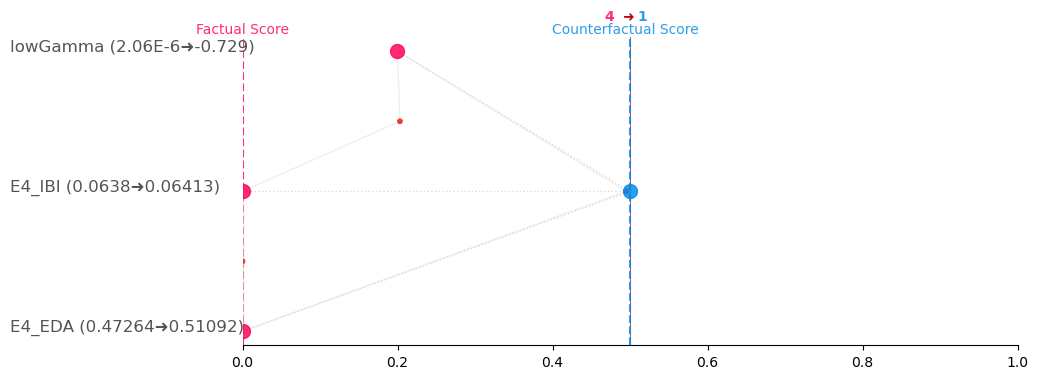 4 ➔ 1
Factual Score
Counterfactual Score
lowGamma (2.06E-6➔-0.729)
E4_IBI (0.0638➔0.06413)
E4_EDA (0.47264➔0.51092)
0.0 0.2 0.4 0.6 0.8 1.0